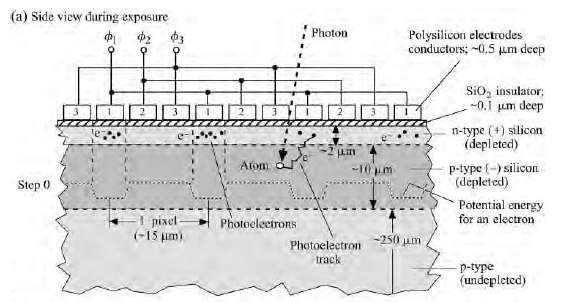 (a) Side view during exposure
ϕ1 ϕ2 ϕ3
Photon
Polysilicon electrodes
conductors; ~0.5 μm deep
SiO2 insulator;
~0.1 μm deep
3 1 2 3 1 2 3 1 2 3 1
n-type (+) silicon
(depleted)
e- e- e- e-
~2 μm
Atom
~10 μm
p-type (–) silicon
(depleted)
Step 0
Potential energy
for an electron
1 pixel
(~15 μm)
Photoelectrons
Photoelectron
track
~250 μm
p-type
(undepleted)